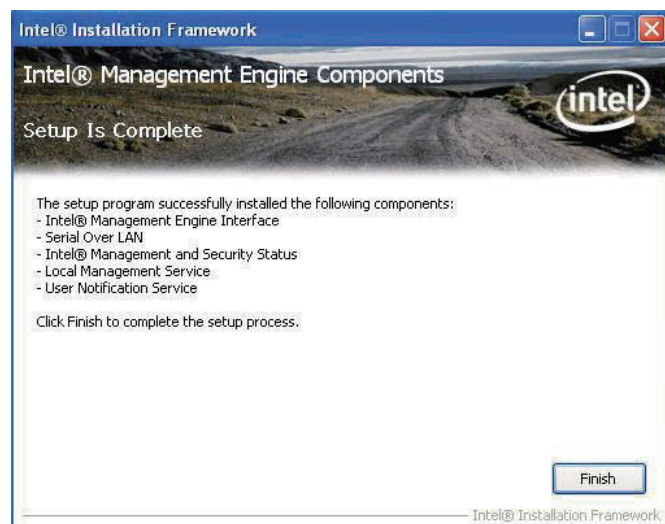 Intel® Installation Framework
Intel® Management Engine Components
intel
Setup Is Complete
The setup program successfully installed the following components:
- Intel® Management Engine Interface
- Serial Over LAN
- Intel® Management and Security Status
- Local Management Service
- User Notification Service
Click Finish to complete the setup process.
Finish
Intel® Installation Framework